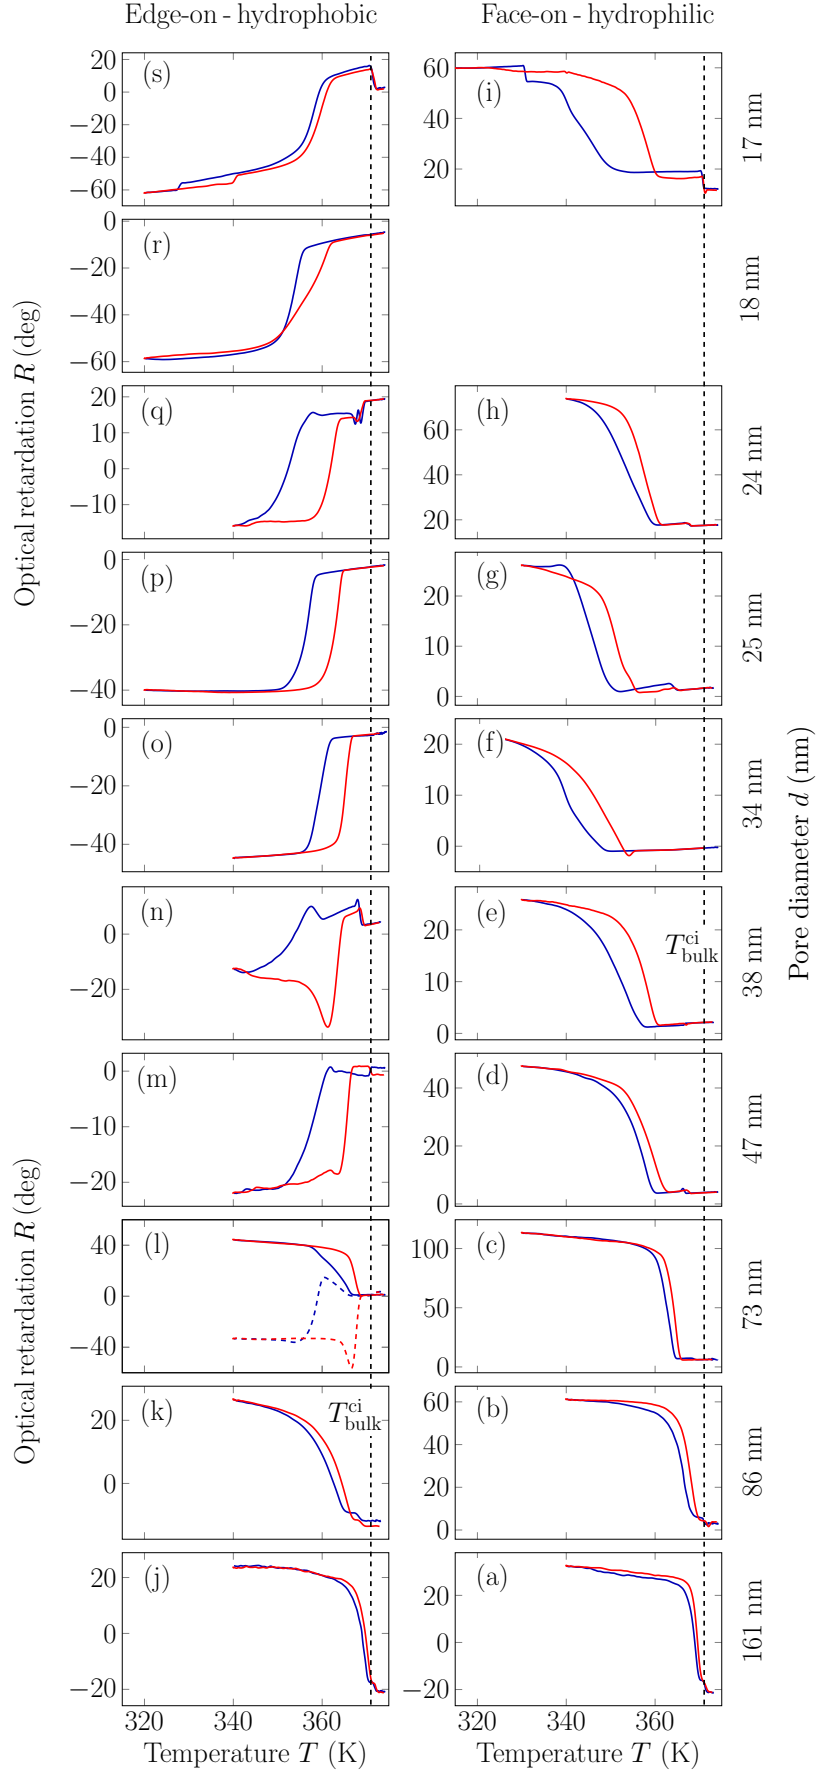 Edge-on - hydrophobic
Face-on - hydrophilic
(s)
20
0
−20
−40
−60
(i)
60
40
20
17 nm
(r)
0
−20
−40
−60
18 nm
Optical retardation R (deg)
(q)
20
10
0
−10
(h)
60
40
20
24 nm
(p)
0
−20
−40
(g)
20
10
0
25 nm
(o)
0
−20
−40
(f)
20
10
0
34 nm
Pore diameter d (nm)
(n)
0
−20
(e)
20
10
0
T^{ci}_{bulk}
38 nm
(m)
0
−10
−20
(d)
40
20
0
47 nm
Optical retardation R (deg)
(l)
40
0
−40
(c)
100
50
0
73 nm
(k)
20
0
T^{ci}_{bulk}
(b)
60
40
20
0
86 nm
(j)
20
0
−20
(a)
20
0
−20
161 nm
320 340 360
320 340 360
Temperature T (K)
Temperature T (K)